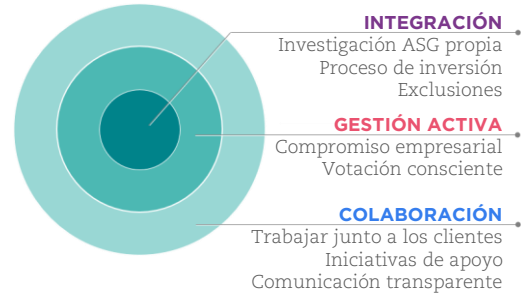 INTEGRACIÓN
Investigación ASG propia
Proceso de inversión
Exclusiones
GESTIÓN ACTIVA
Compromiso empresarial
Votación consciente
COLABORACIÓN
Trabajar junto a los clientes
Iniciativas de apoyo
Comunicación transparente